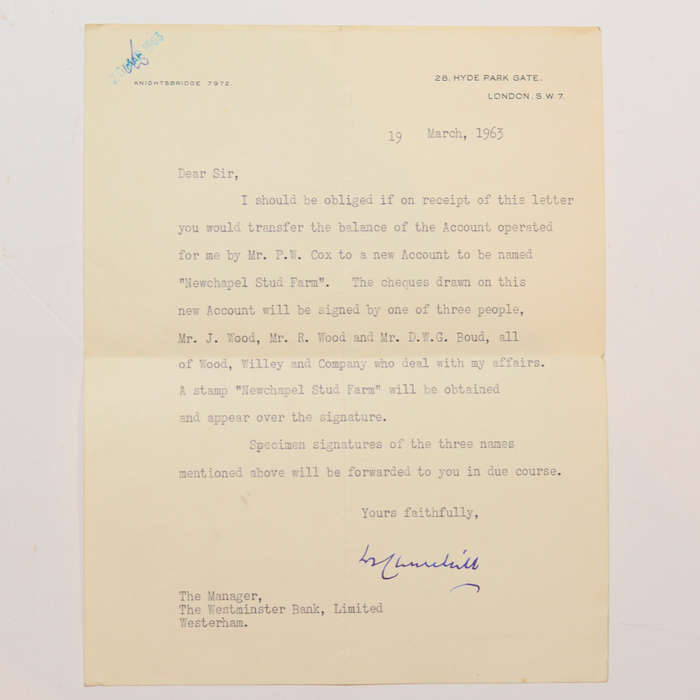 MAR 1963
KNIGHTSBRIDGE 7972.
28, HYDE PARK GATE,
LONDON, S.W.7.
19 March, 1963
Dear Sir,
I should be obliged if on receipt of this letter
you would transfer the balance of the Account operated
for me by Mr. P.W. Cox to a new Account to be named
"Newchapel Stud Farm". The cheques drawn on this
new Account will be signed by one of three people,
Mr. J. Wood, Mr. R. Wood and Mr. D.W.G. Boud, all
of Wood, Willey and Company who deal with my affairs.
A stamp "Newchapel Stud Farm" will be obtained
and appear over the signature.
Specimen signatures of the three names
mentioned above will be forwarded to you in due course.
Yours faithfully,
WS Churchill
The Manager,
The Westminster Bank, Limited
Westerham.